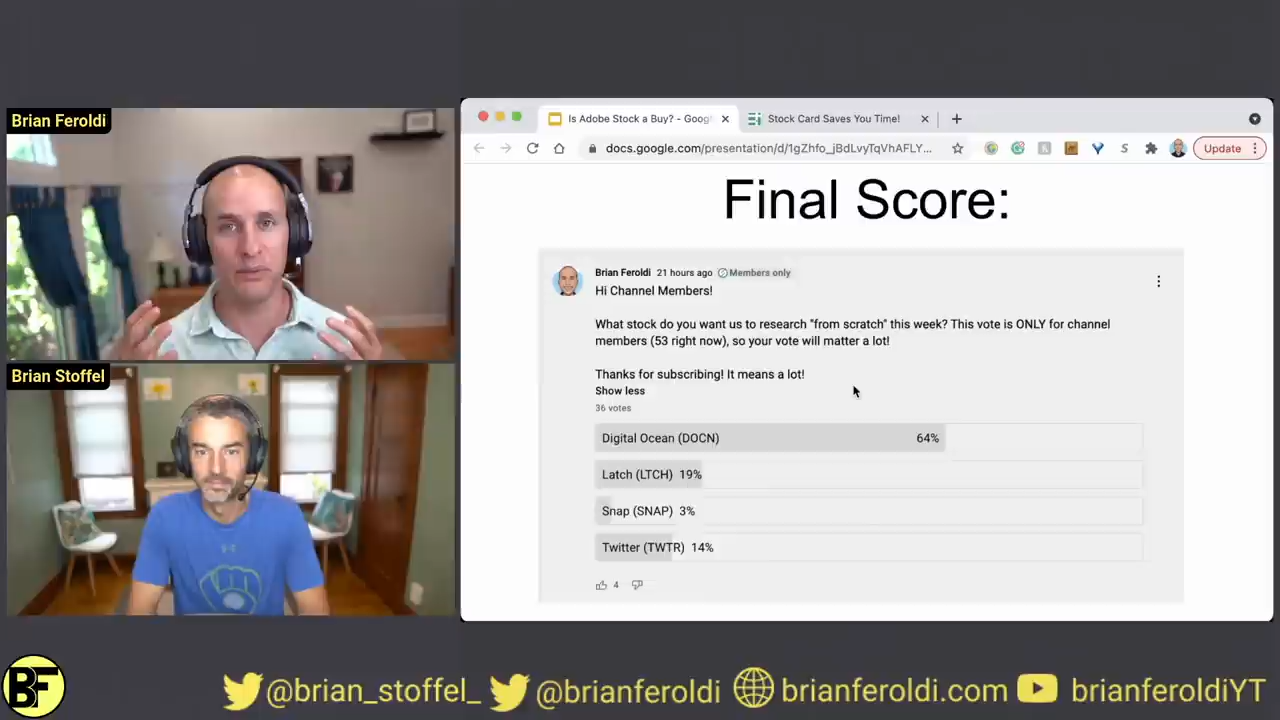 Brian Feroldi
Brian Stoffel
Is Adobe Stock a Buy? - Goog
Stock Card Saves You Time!
docs.google.com/presentation/d/1gZhfo_jBdLvyTqVhAFLY...
Update
Final Score:
Brian Feroldi 21 hours ago Members only
Hi Channel Members!
What stock do you want us to research "from scratch" this week? This vote is ONLY for channel
members (53 right now), so your vote will matter a lot!
Thanks for subscribing! It means a lot!
Show less
36 votes
Digital Ocean (DOCN) 64%
Latch (LTCH) 19%
Snap (SNAP) 3%
Twitter (TWTR) 14%
4
BF
@brian_stoffel_ @brianferoldi brianferoldi.com brianferoldiYT